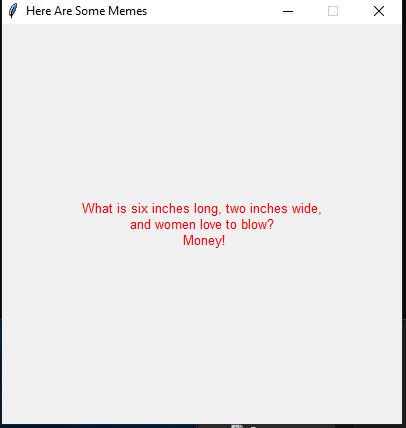 Here Are Some Memes
What is six inches long, two inches wide,
and women love to blow?
Money!